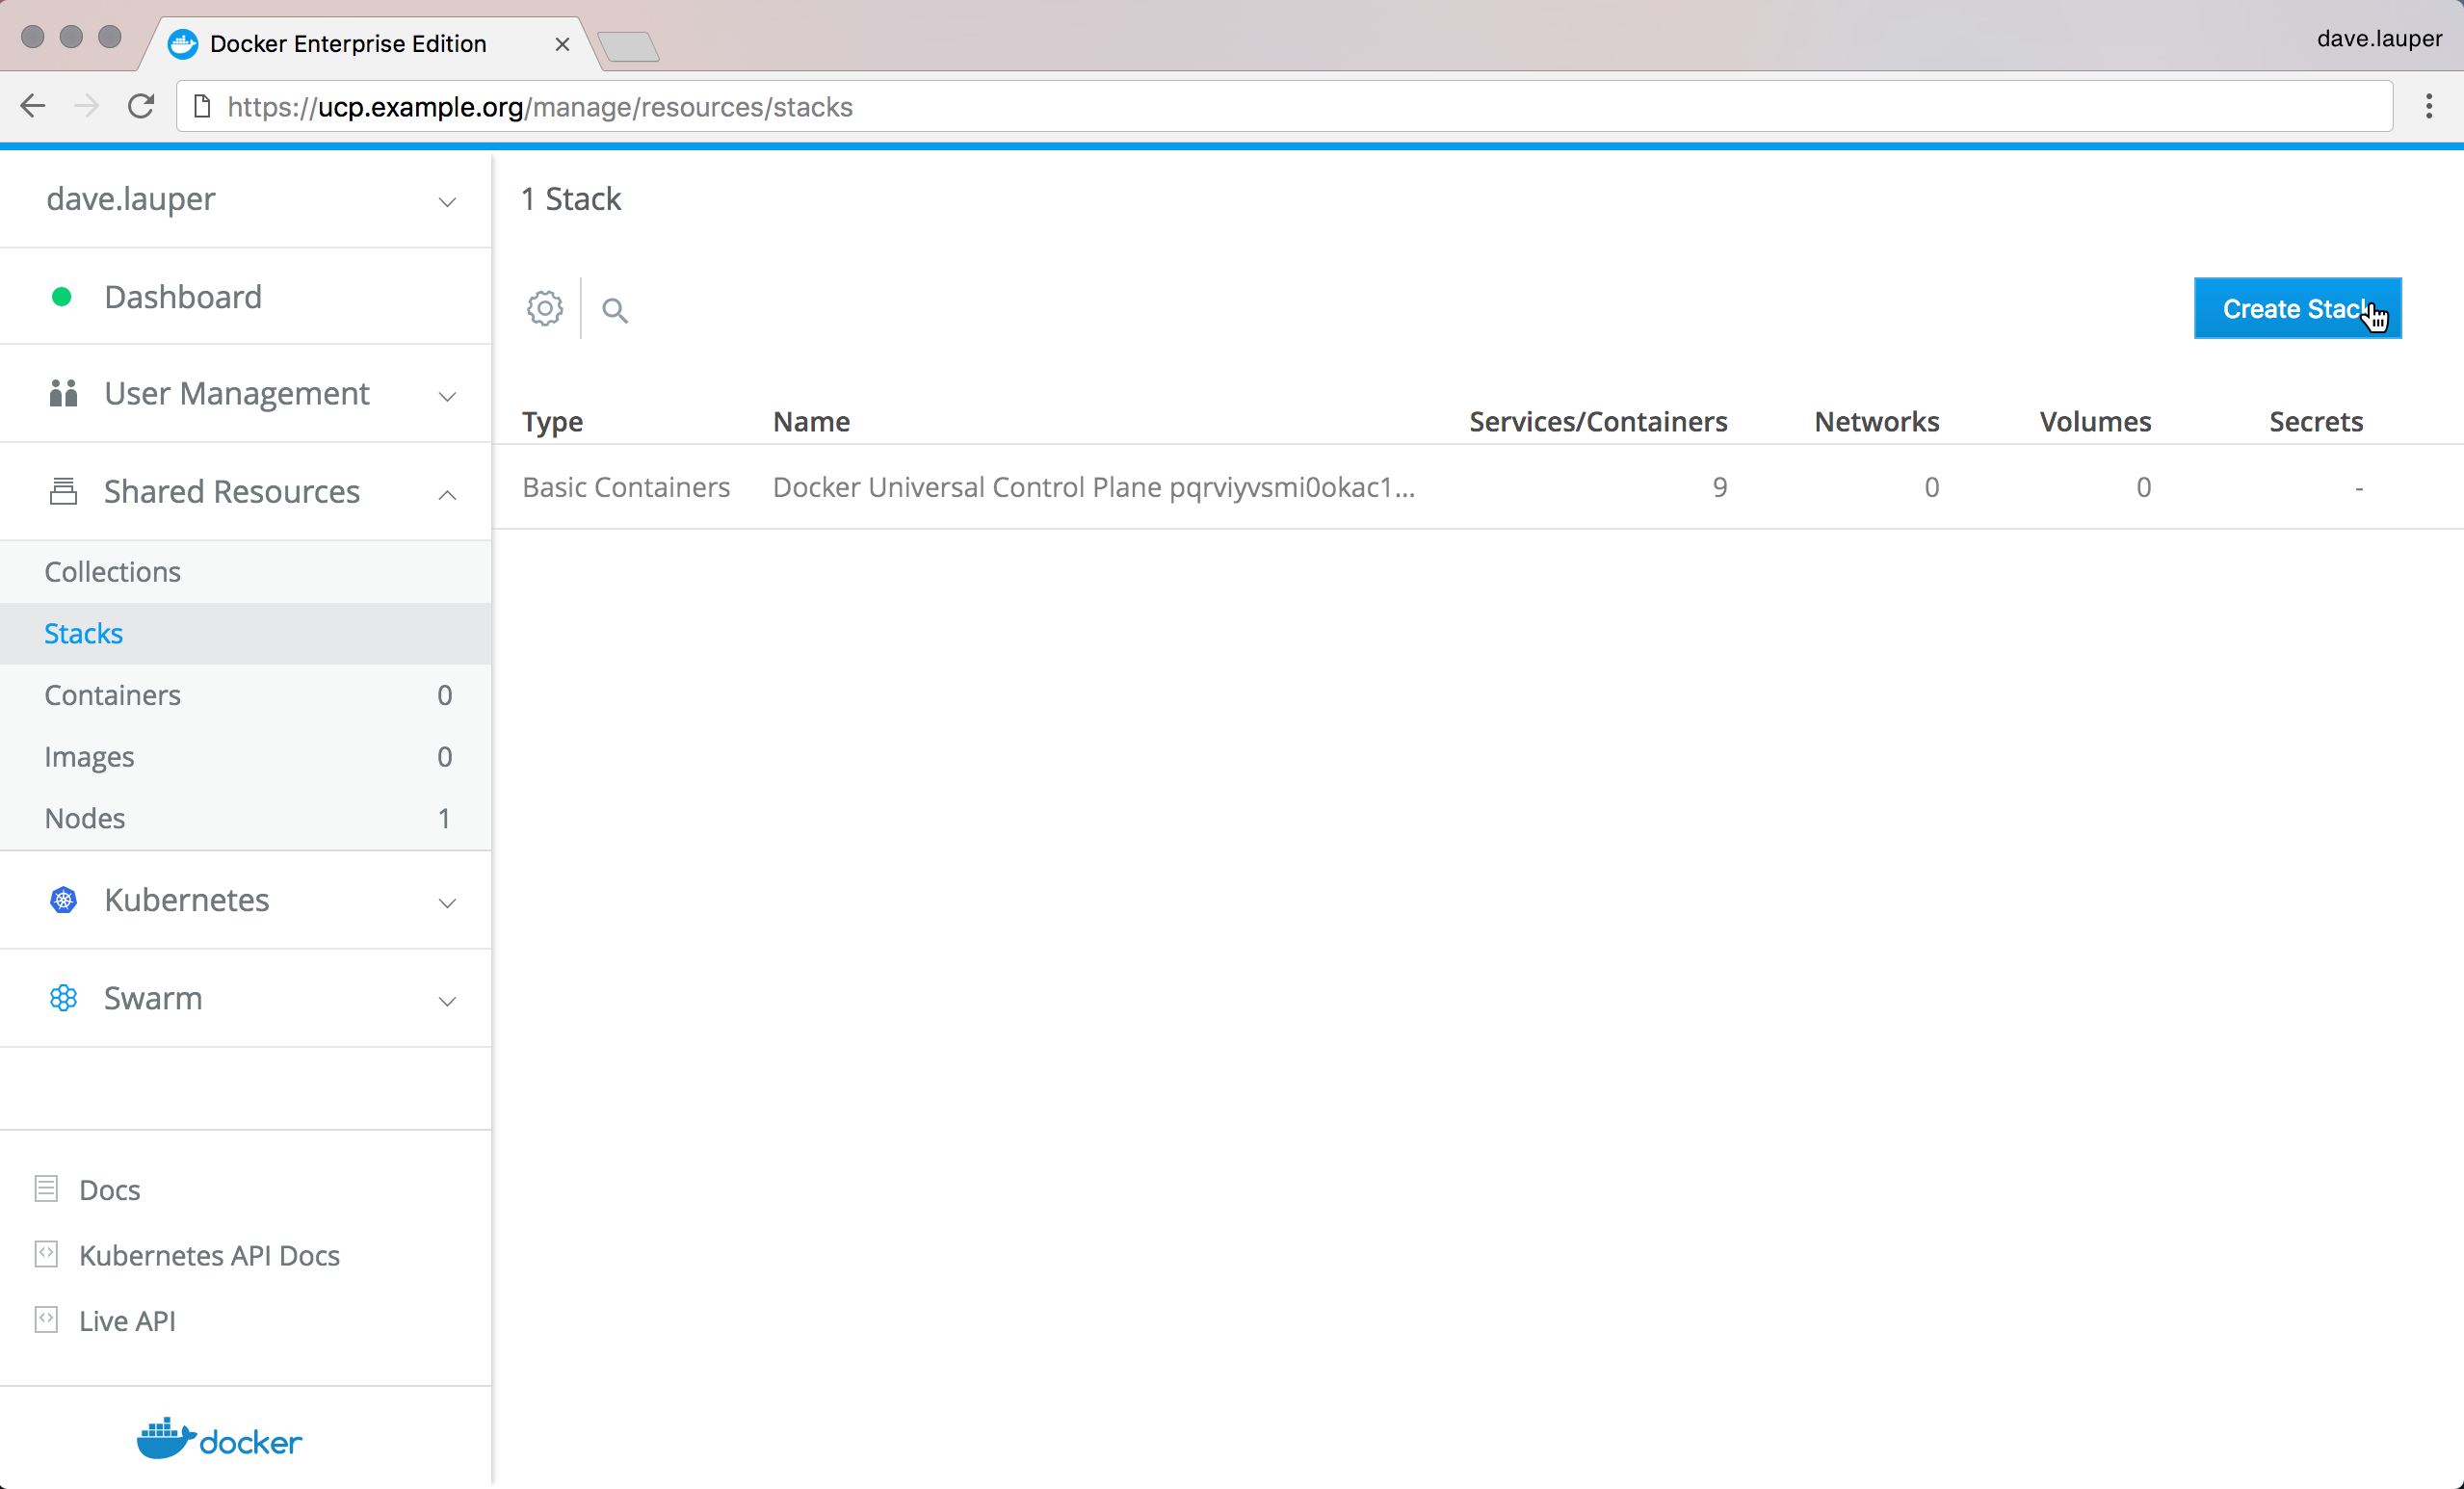 Docker Enterprise Edition
dave.lauper
https://ucp.example.org/manage/resources/stacks
dave.lauper
1 Stack
Dashboard
Create Stack
User Management
Type Name Services/Containers Networks Volumes Secrets
Basic Containers Docker Universal Control Plane pqrviyvsmi0okac1... 9 0 0 -
Shared Resources
Collections
Stacks
Containers 0
Images 0
Nodes 1
Kubernetes
Swarm
Docs
Kubernetes API Docs
Live API
docker